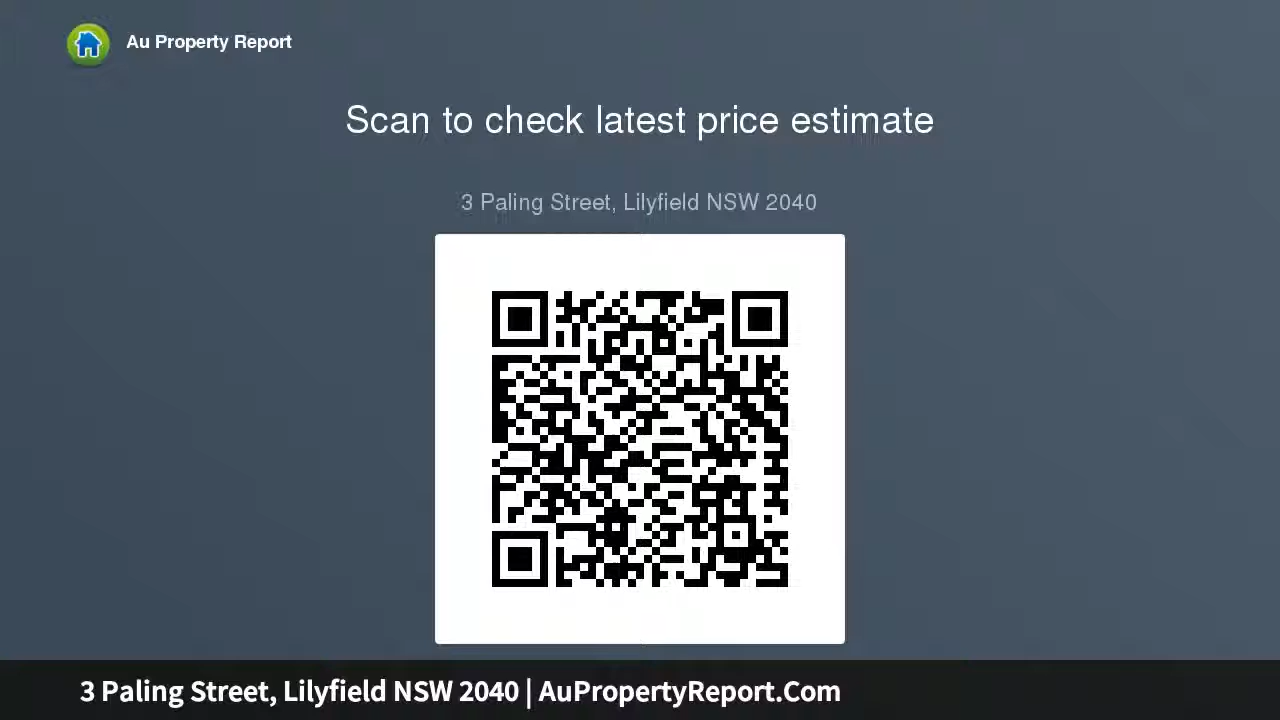 Au Property Report
Scan to check latest price estimate
3 Paling Street, Lilyfield NSW 2040
3 Paling Street, Lilyfield NSW 2040 | AuPropertyReport.Com